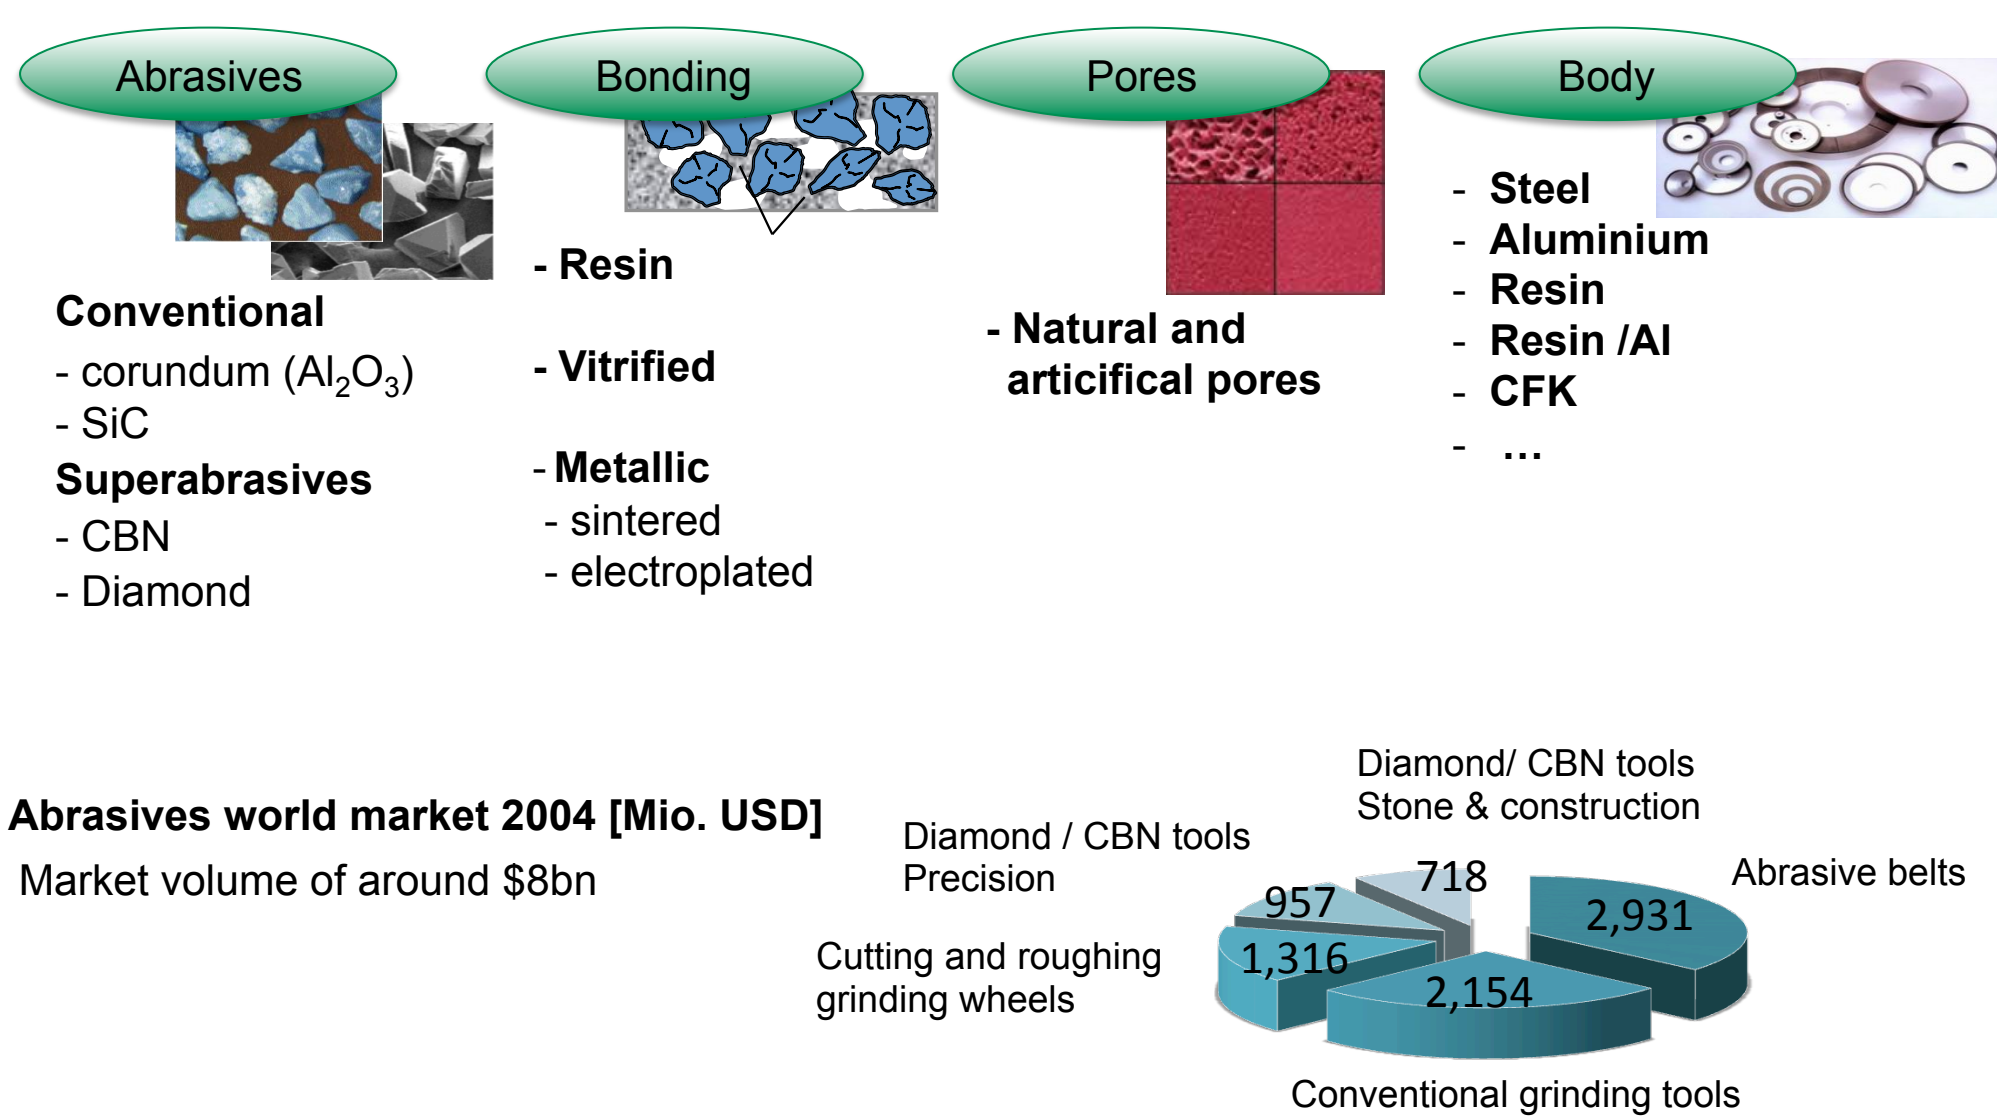 Abrasives
Conventional
- corundum (Al₂O₃)
- SiC
Superabrasives
- CBN
- Diamond
Bonding
- Resin
- Vitrified
- Metallic
- sintered
- electroplated
Pores
- Natural and
articifical pores
Body
- Steel
- Aluminium
- Resin
- Resin /Al
- CFK
- ...
Abrasives world market 2004 [Mio. USD]
Market volume of around $8bn
Diamond/ CBN tools
Stone & construction
718
Diamond / CBN tools
Precision
957
Abrasive belts
2,931
Cutting and roughing
grinding wheels
1,316
2,154
Conventional grinding tools